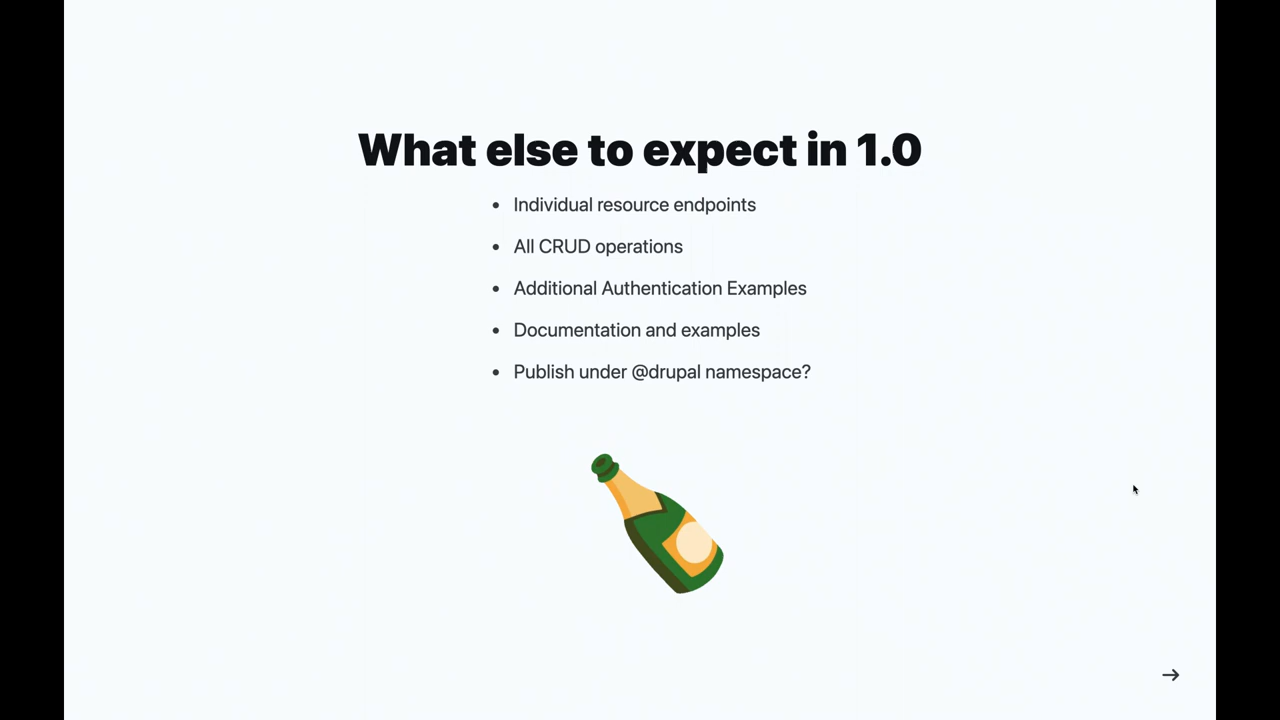 What else to expect in 1.0
• Individual resource endpoints
• All CRUD operations
• Additional Authentication Examples
• Documentation and examples
• Publish under @drupal namespace?